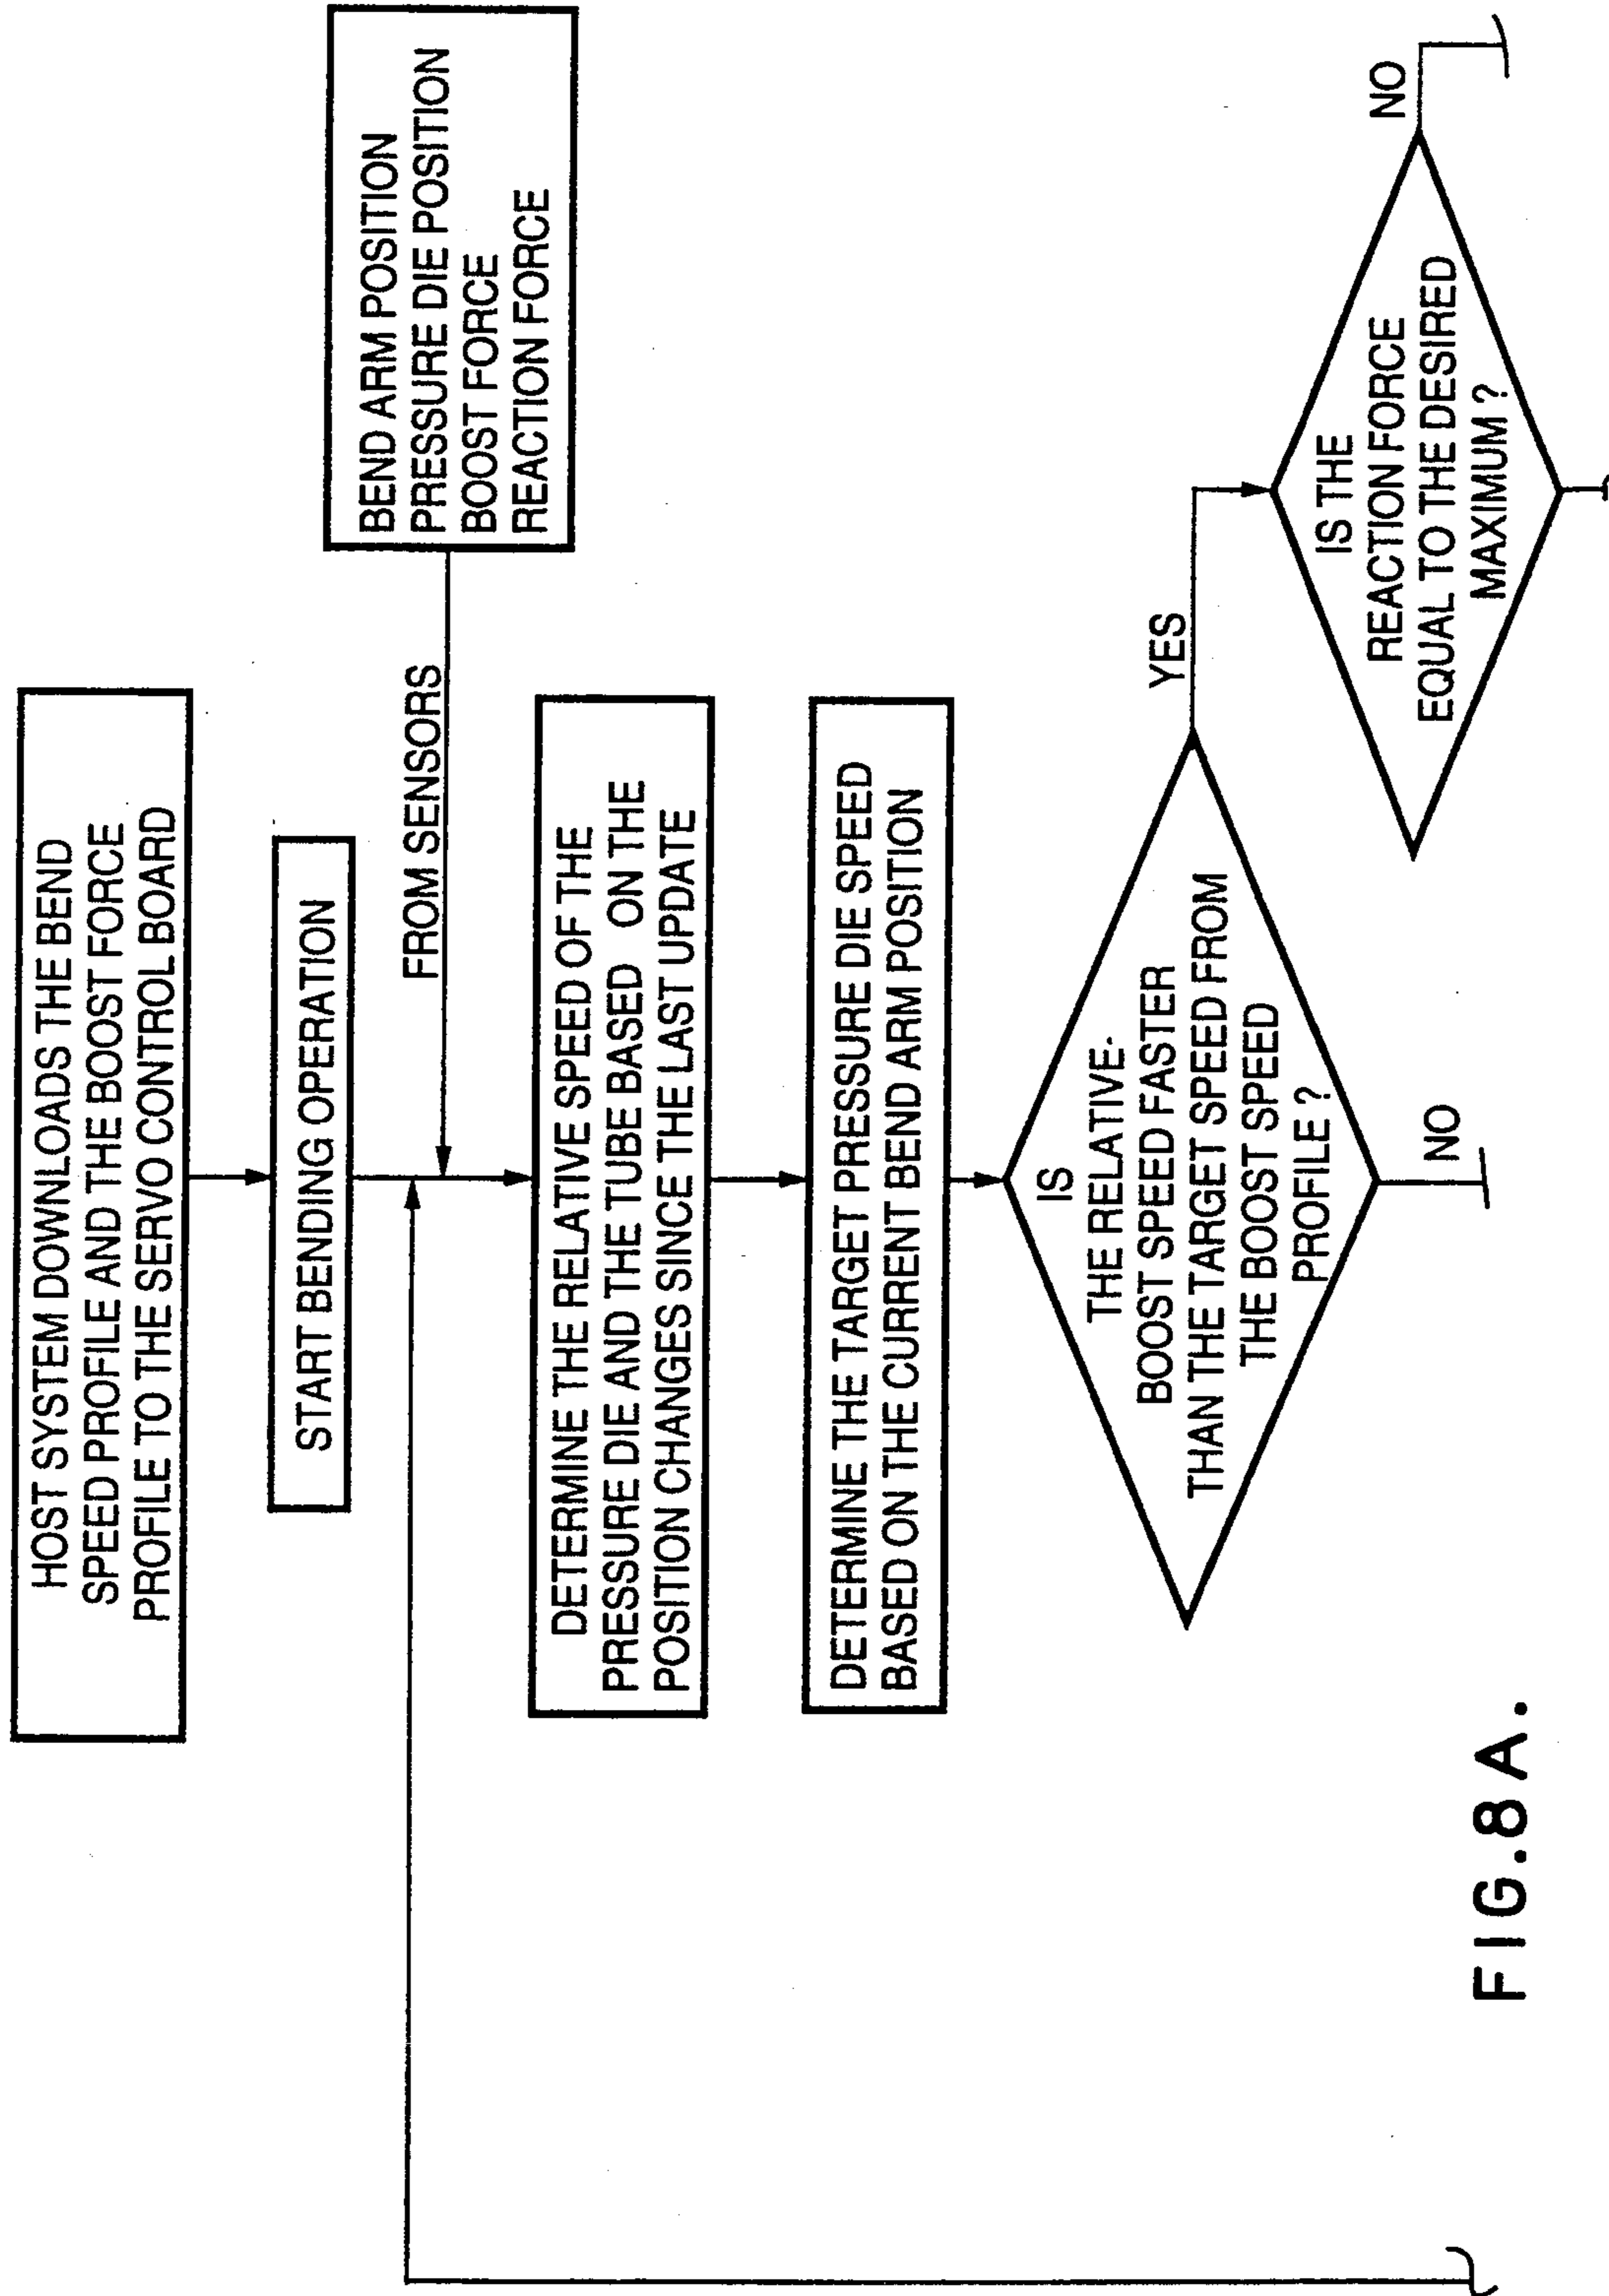 HOST SYSTEM DOWNLOADS THE BEND
SPEED PROFILE AND THE BOOST FORCE
PROFILE TO THE SERVO CONTROL BOARD
START BENDING OPERATION
FROM SENSORS
BEND ARM POSITION
PRESSURE DIE POSITION
BOOST FORCE
REACTION FORCE
DETERMINE THE RELATIVE SPEED OF THE
PRESSURE DIE AND THE TUBE BASED ON THE
POSITION CHANGES SINCE THE LAST UPDATE
DETERMINE THE TARGET PRESSURE DIE SPEED
BASED ON THE CURRENT BEND ARM POSITION
IS
THE RELATIVE-
BOOST SPEED FASTER
THAN THE TARGET SPEED FROM
THE BOOST SPEED
PROFILE ?
YES
NO
IS THE
REACTION FORCE
EQUAL TO THE DESIRED
MAXIMUM ?
NO
FIG.8A.